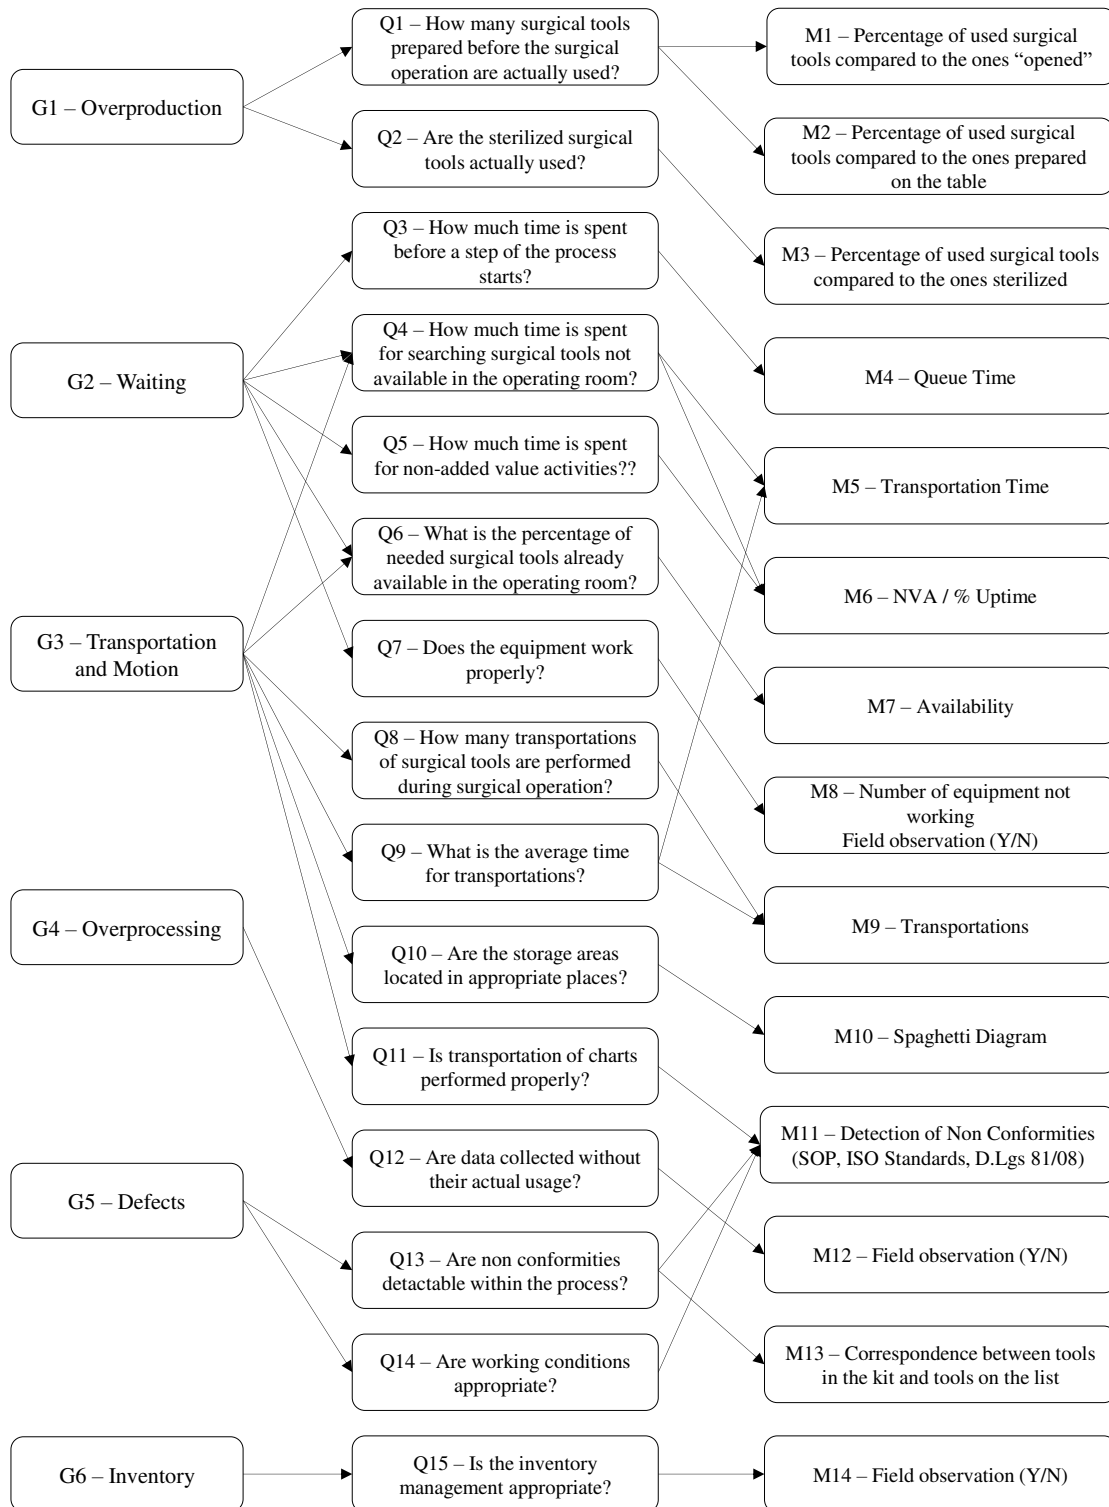 G1 – Overproduction
G2 – Waiting
G3 – Transportation
and Motion
G4 – Overprocessing
G5 – Defects
G6 – Inventory
Q1 – How many surgical tools
prepared before the surgical
operation are actually used?
Q2 – Are the sterilized surgical
tools actually used?
Q3 – How much time is spent
before a step of the process
starts?
Q4 – How much time is spent
for searching surgical tools not
available in the operating room?
Q5 – How much time is spent
for non-added value activities??
Q6 – What is the percentage of
needed surgical tools already
available in the operating room?
Q7 – Does the equipment work
properly?
Q8 – How many transportations
of surgical tools are performed
during surgical operation?
Q9 – What is the average time
for transportations?
Q10 – Are the storage areas
located in appropriate places?
Q11 – Is transportation of charts
performed properly?
Q12 – Are data collected without
their actual usage?
Q13 – Are non conformities
detactable within the process?
Q14 – Are working conditions
appropriate?
Q15 – Is the inventory
management appropriate?
M1 – Percentage of used surgical
tools compared to the ones “opened”
M2 – Percentage of used surgical
tools compared to the ones prepared
on the table
M3 – Percentage of used surgical tools
compared to the ones sterilized
M4 – Queue Time
M5 – Transportation Time
M6 – NVA / % Uptime
M7 – Availability
M8 – Number of equipment not
working
Field observation (Y/N)
M9 – Transportations
M10 – Spaghetti Diagram
M11 – Detection of Non Conformities
(SOP, ISO Standards, D.Lgs 81/08)
M12 – Field observation (Y/N)
M13 – Correspondence between tools
in the kit and tools on the list
M14 – Field observation (Y/N)